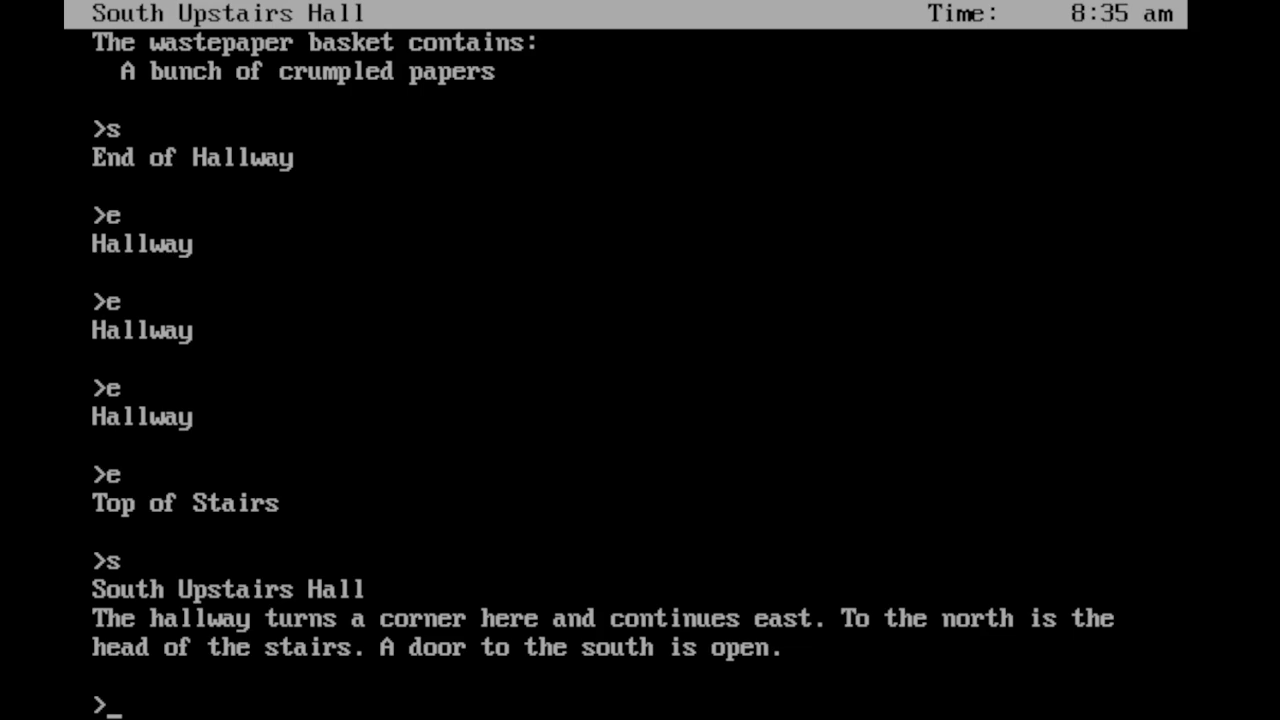 South Upstairs Hall Time: 8:35 am
The wastepaper basket contains:
A bunch of crumpled papers
>s
End of Hallway
>e
Hallway
>e
Hallway
>e
Hallway
>e
Top of Stairs
>s
South Upstairs Hall
The hallway turns a corner here and continues east. To the north is the
head of the stairs. A door to the south is open.
>_